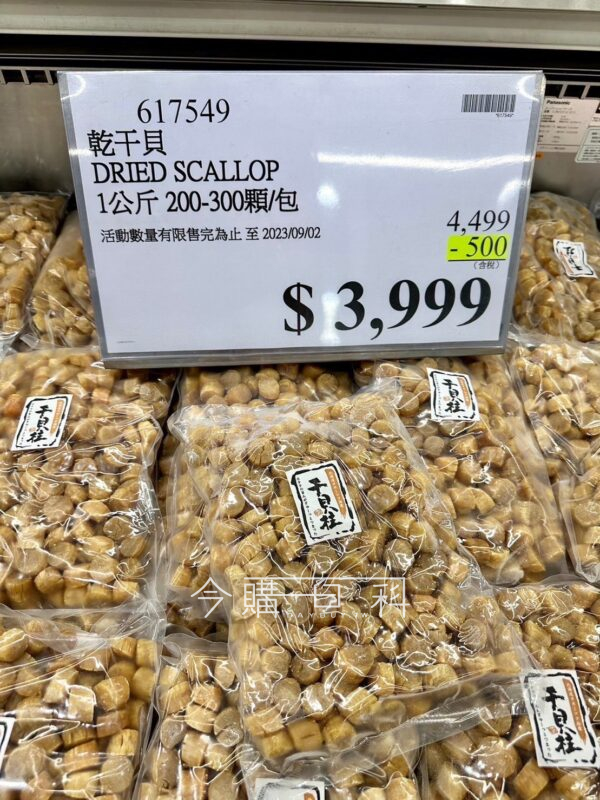 617549
"617549"
乾干貝
DRIED SCALLOP
1公斤 200-300顆/包
活動數量有限售完為止 至 2023/09/02
4,499
- 500
(含稅)
$ 3,999
Panasonic
干貝柱
干貝柱
干貝柱
今購百科
干貝柱